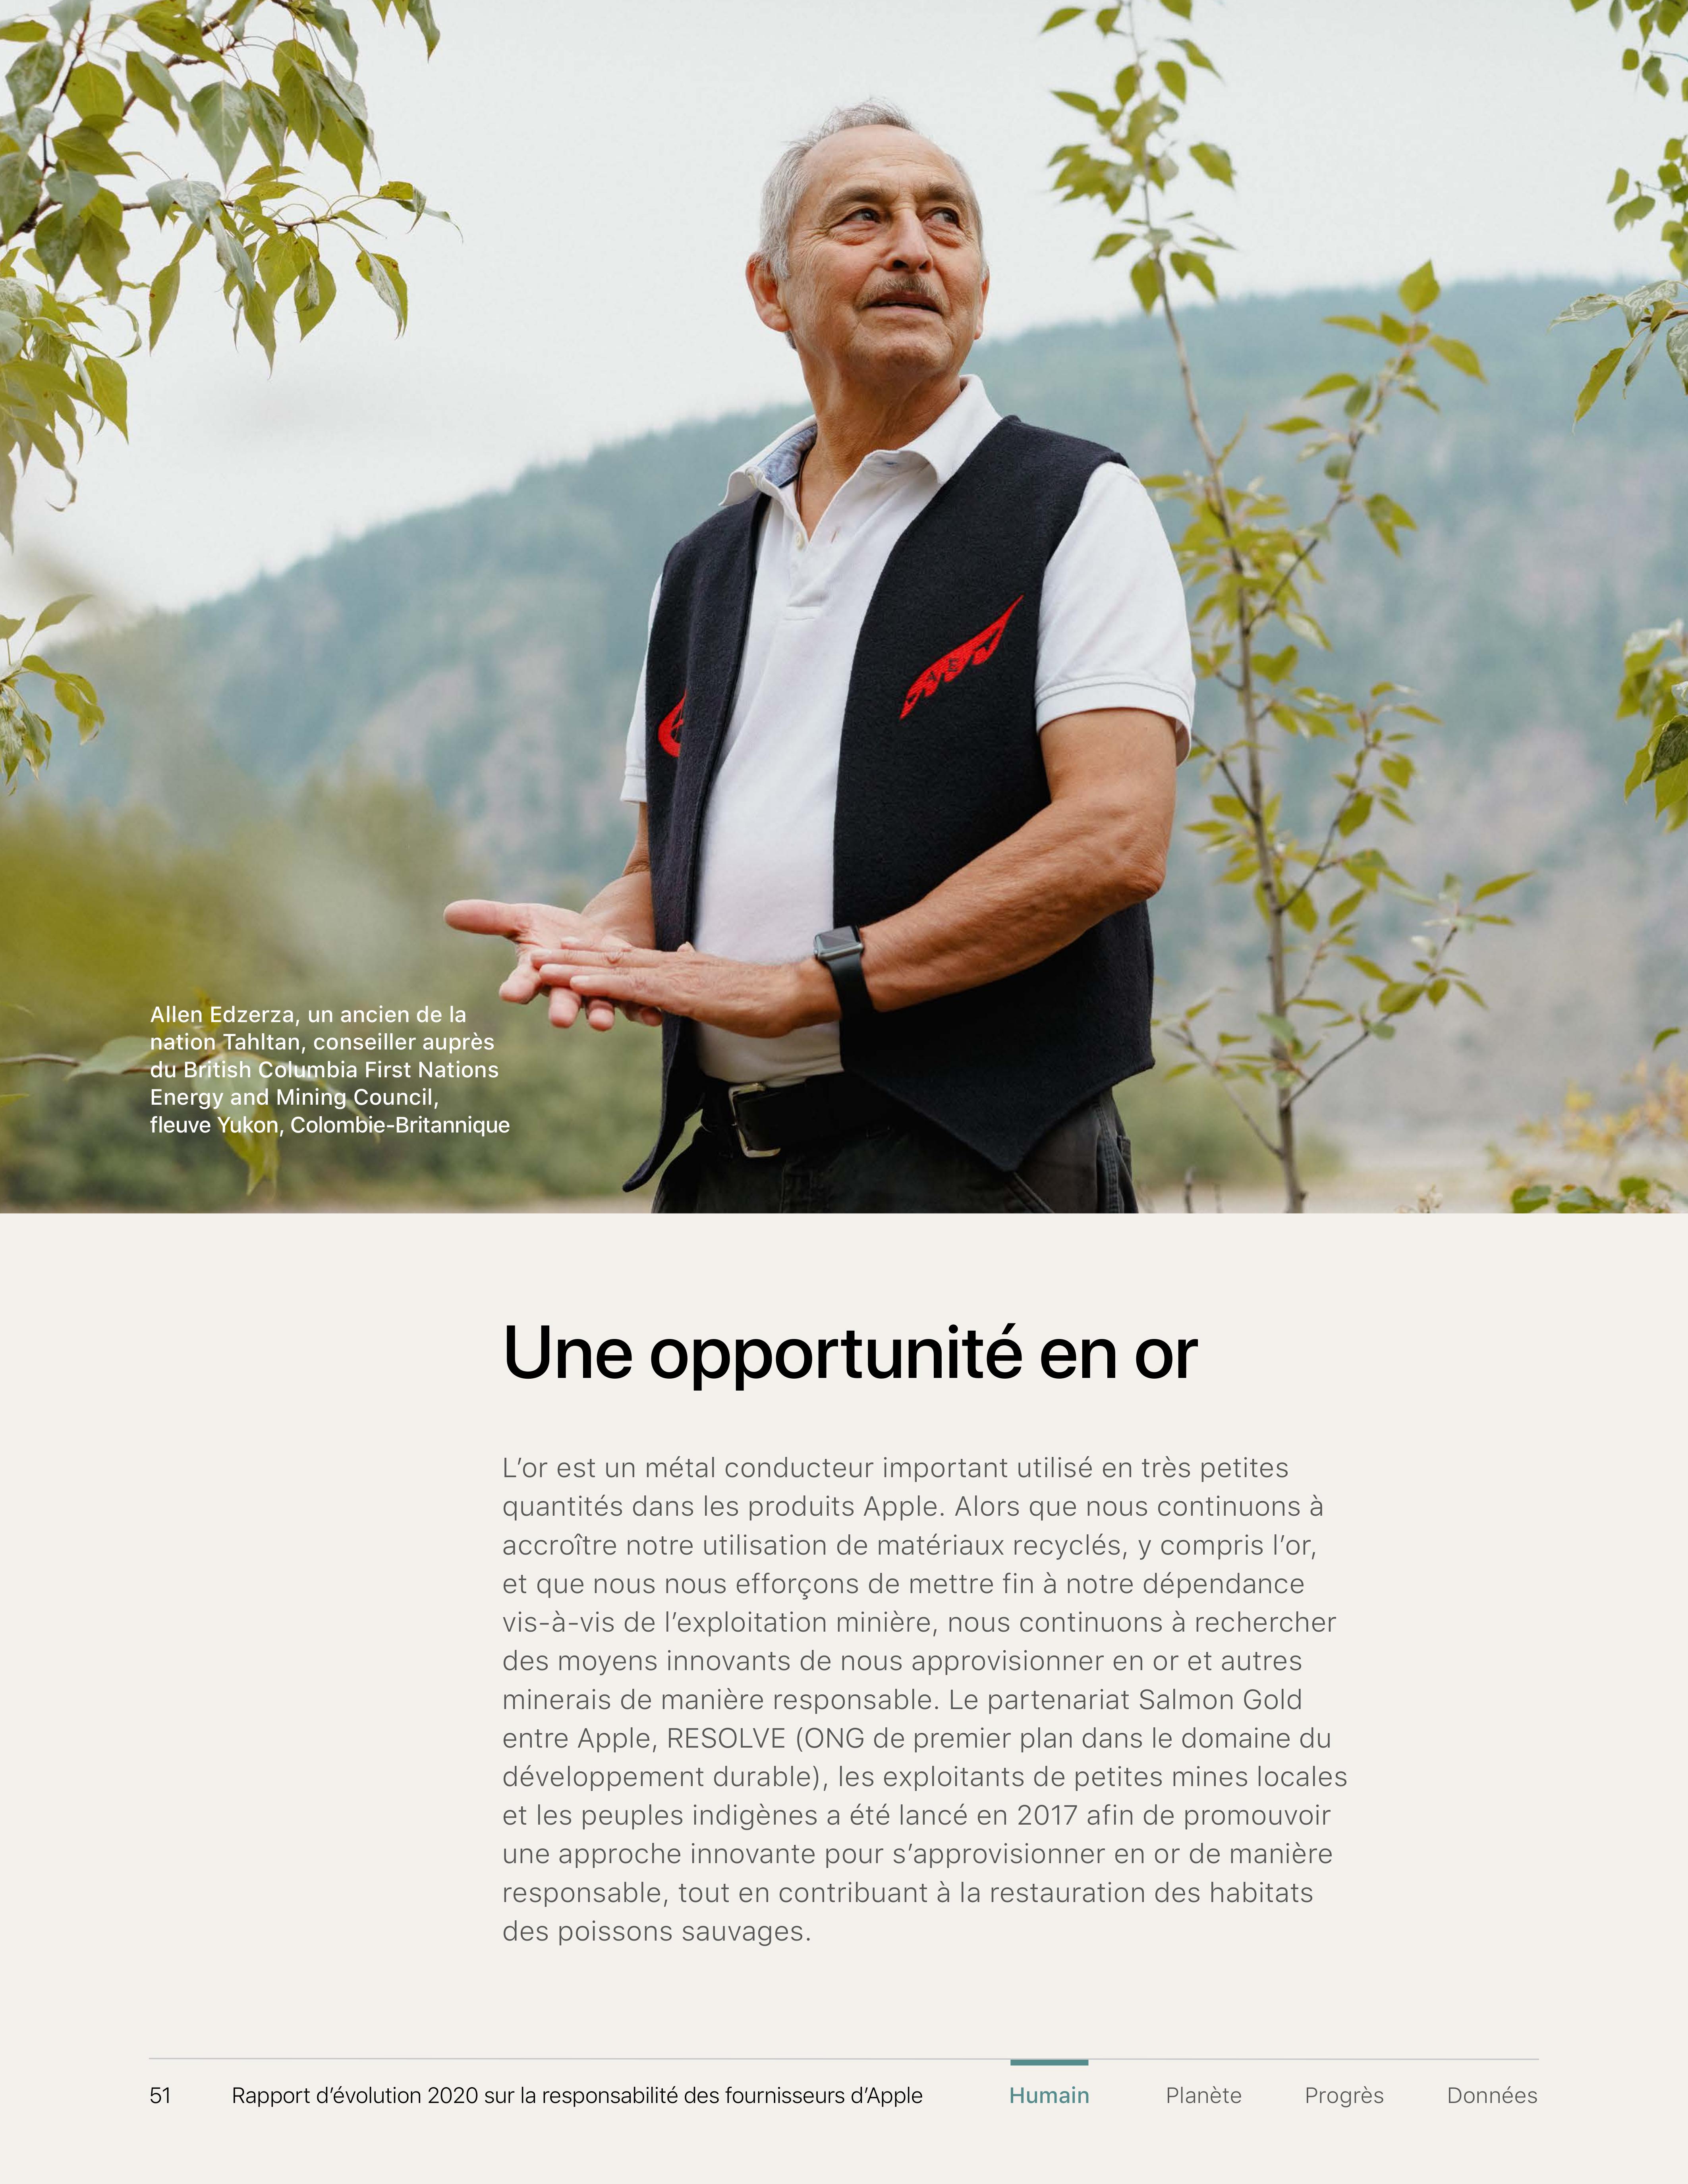 Allen Edzerza, un ancien de la
nation Tahltan, conseiller auprès
du British Columbia First Nations
Energy and Mining Council,
fleuve Yukon, Colombie-Britannique
Une opportunité en or
L’or est un métal conducteur important utilisé en très petites
quantités dans les produits Apple. Alors que nous continuons à
accroître notre utilisation de matériaux recyclés, y compris l’or,
et que nous nous efforçons de mettre fin à notre dépendance
vis-à-vis de l’exploitation minière, nous continuons à rechercher
des moyens innovants de nous approvisionner en or et autres
minerais de manière responsable. Le partenariat Salmon Gold
entre Apple, RESOLVE (ONG de premier plan dans le domaine du
développement durable), les exploitants de petites mines locales
et les peuples indigènes a été lancé en 2017 afin de promouvoir
une approche innovante pour s’approvisionner en or de manière
responsable, tout en contribuant à la restauration des habitats
des poissons sauvages.
51 Rapport d’évolution 2020 sur la responsabilité des fournisseurs d’Apple Humain Planète Progrès Données